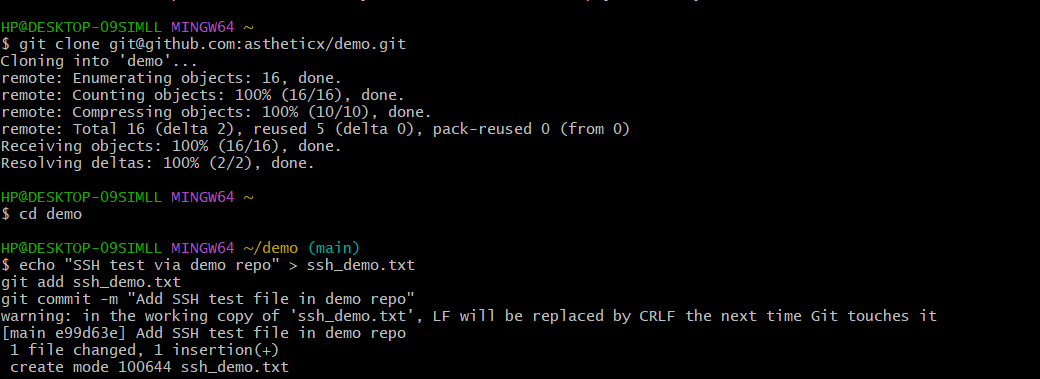 HP@DESKTOP-O9SIMLL MINGW64 ~
$ git clone git@github.com:astheticx/demo.git
Cloning into 'demo'...
remote: Enumerating objects: 16, done.
remote: Counting objects: 100% (16/16), done.
remote: Compressing objects: 100% (10/10), done.
remote: Total 16 (delta 2), reused 5 (delta 0), pack-reused 0 (from 0)
Receiving objects: 100% (16/16), done.
Resolving deltas: 100% (2/2), done.
HP@DESKTOP-O9SIMLL MINGW64 ~
$ cd demo
HP@DESKTOP-O9SIMLL MINGW64 ~/demo (main)
$ echo "SSH test via demo repo" > ssh_demo.txt
git add ssh_demo.txt
git commit -m "Add SSH test file in demo repo"
warning: in the working copy of 'ssh_demo.txt', LF will be replaced by CRLF the next time Git touches it
[main e99d63e] Add SSH test file in demo repo
 1 file changed, 1 insertion(+)
 create mode 100644 ssh_demo.txt